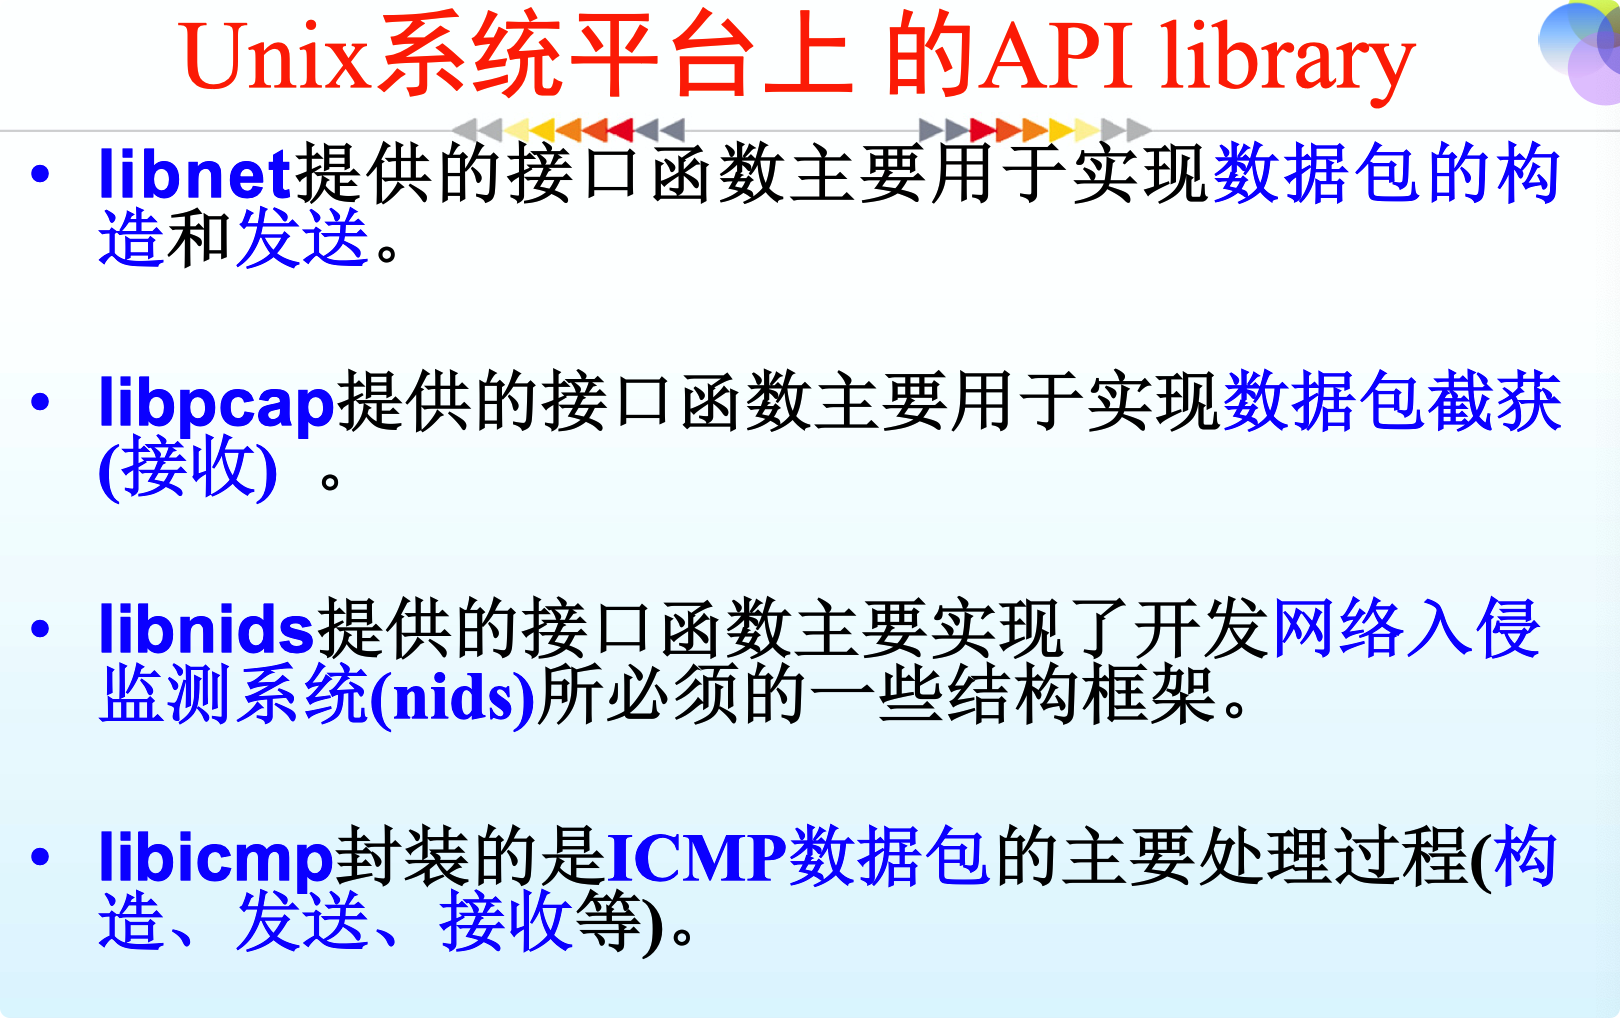 Unix系统平台上 的API library
• libnet提供的接口函数主要用于实现数据包的构
造和发送。
• libpcap提供的接口函数主要用于实现数据包截获
(接收) 。
• libnids提供的接口函数主要实现了开发网络入侵
监测系统(nids)所必须的一些结构框架。
• libicmp封装的是ICMP数据包的主要处理过程(构
造、发送、接收等)。